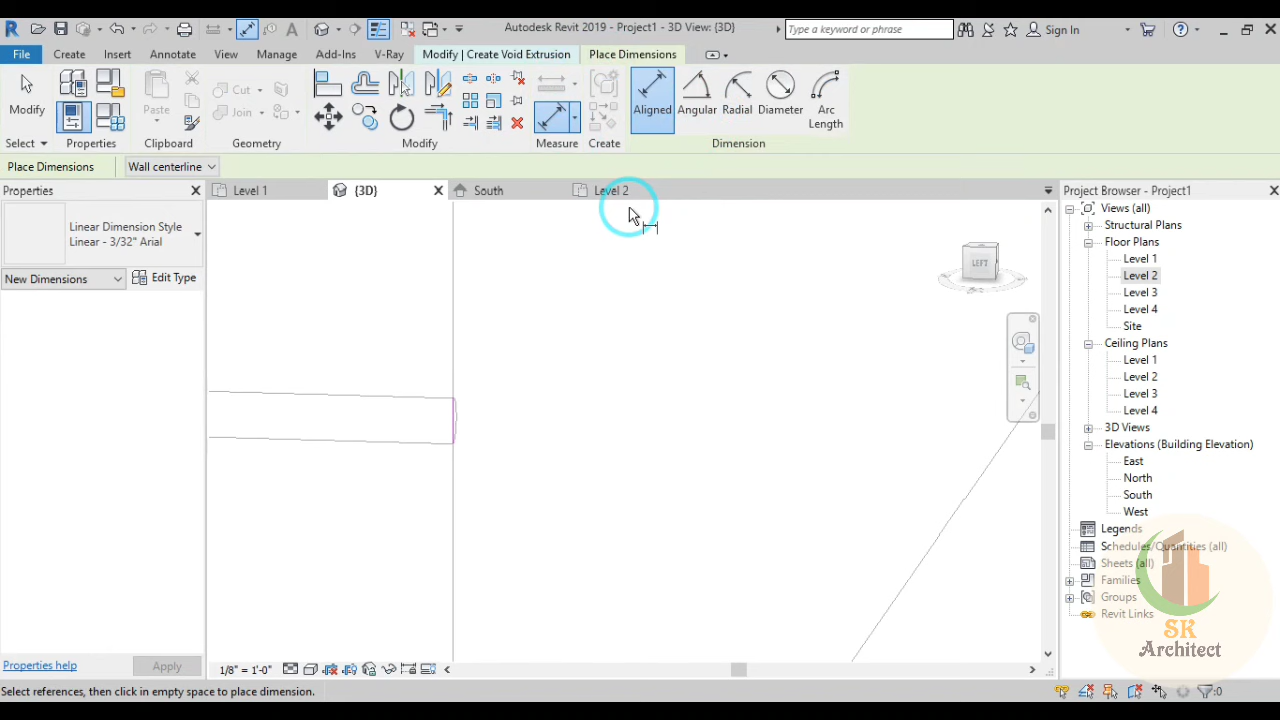 Autodesk Revit 2019 - Project1 - 3D View: {3D}
Type a keyword or phrase
Sign In
File
Create
Insert
Annotate
View
Manage
Add-Ins
V-Ray
Modify | Create Void Extrusion
Place Dimensions
Modify
Paste
Cut
Join
Aligned
Angular
Radial
Diameter
Arc
Length
Select
Properties
Clipboard
Geometry
Modify
Measure
Create
Dimension
Place Dimensions
Wall centerline
Properties
Level 1
{3D}
South
Level 2
Project Browser - Project1
Linear Dimension Style
Linear - 3/32" Arial
New Dimensions
Edit Type
LEFT
Views (all)
Structural Plans
Floor Plans
Level 1
Level 2
Level 3
Level 4
Site
Ceiling Plans
Level 1
Level 2
Level 3
Level 4
3D Views
Elevations (Building Elevation)
East
North
South
West
Legends
Schedules/Quantities (all)
Sheets (all)
Families
Groups
Revit Links
SK
Architect
Properties help
Apply
1/8" = 1'-0"
Select references, then click in empty space to place dimension.
:0